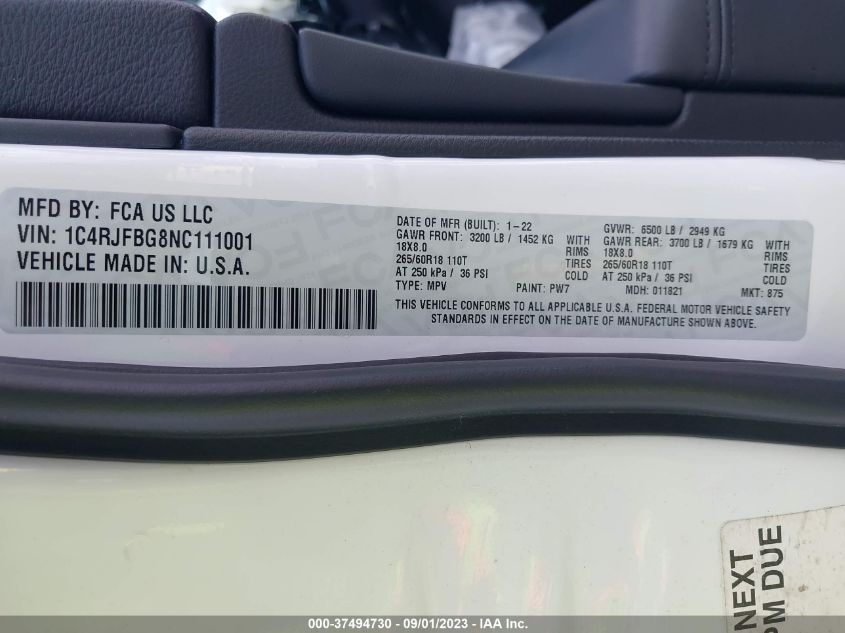 MFD BY: FCA US LLC
VIN: 1C4RJFBG8NC111001
VEHICLE MADE IN: U.S.A.
DATE OF MFR (BUILT): 1-22
GAWR FRONT: 3200 LB / 1452 KG WITH
18X8.0 RIMS
265/60R18 110T TIRES
AT 250 kPa / 36 PSI COLD
TYPE: MPV PAINT: PW7
GVWR: 6500 LB / 2949 KG
GAWR REAR: 3700 LB / 1679 KG WITH
18X8.0 RIMS
265/60R18 110T TIRES
AT 250 kPa / 36 PSI COLD
MDH: 011821 MKT: 875
THIS VEHICLE CONFORMS TO ALL APPLICABLE U.S.A. FEDERAL MOTOR VEHICLE SAFETY
STANDARDS IN EFFECT ON THE DATE OF MANUFACTURE SHOWN ABOVE.
NEXT
PM DUE
000-37494730 - 09/01/2023 - IAA Inc.